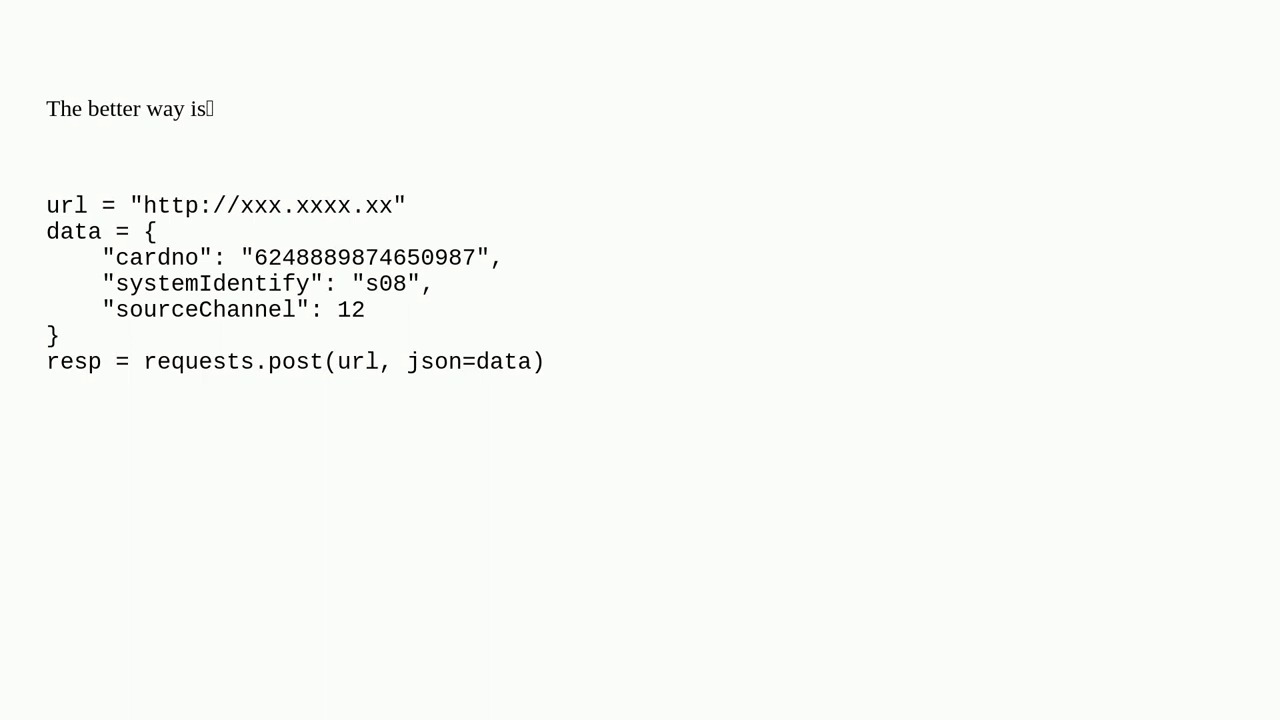 The better way is
url = "http://xxx.xxxx.xx"
data = {
    "cardno": "6248889874650987",
    "systemIdentify": "s08",
    "sourceChannel": 12
}
resp = requests.post(url, json=data)